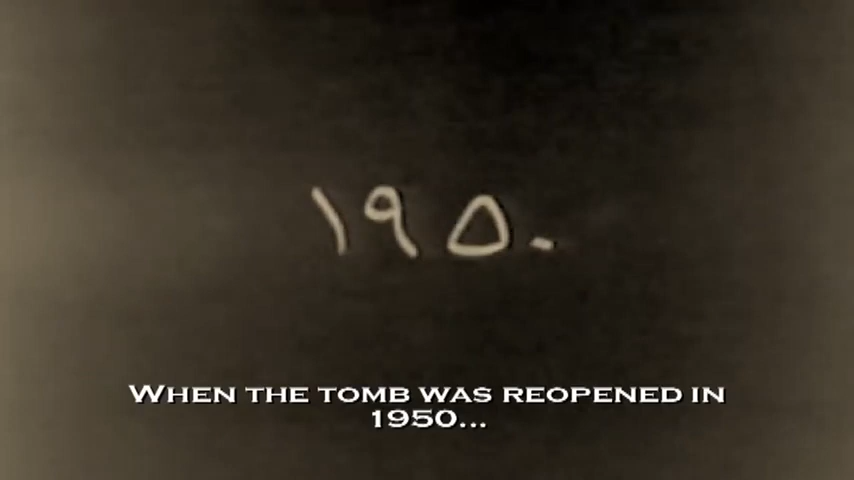 ١٩٥٠
WHEN THE TOMB WAS REOPENED IN
1950...